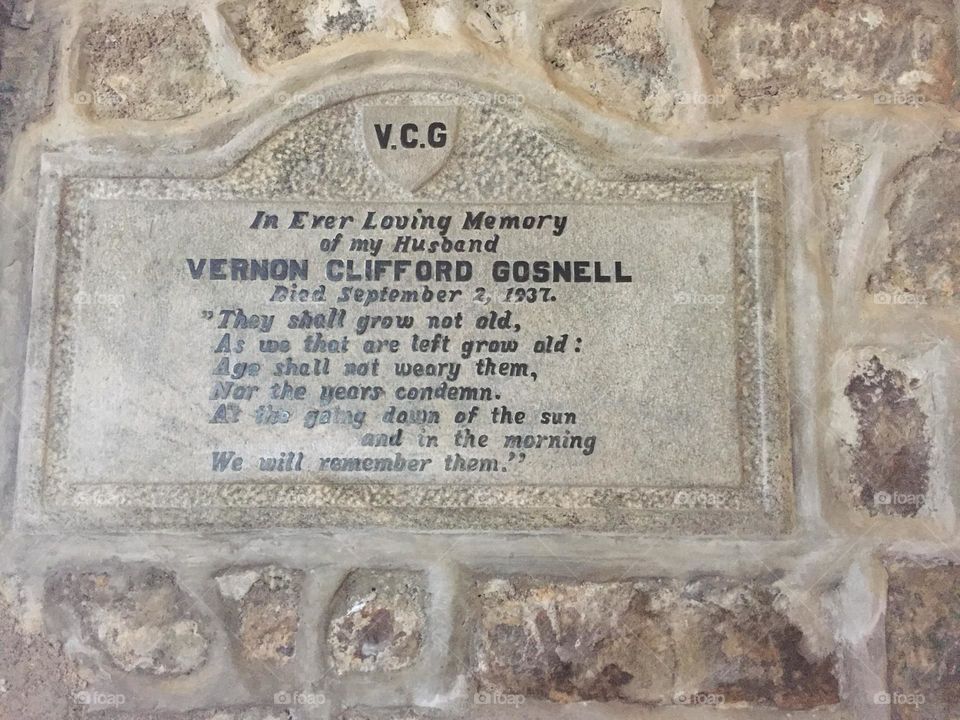 V.C.G
In Ever Loving Memory
of my Husband
VERNON CLIFFORD GOSNELL
Died September 2, 1937.
"They shall grow not old,
As we that are left grow old:
Age shall not weary them,
Nor the years condemn.
At the going down of the sun
and in the morning
We will remember them."